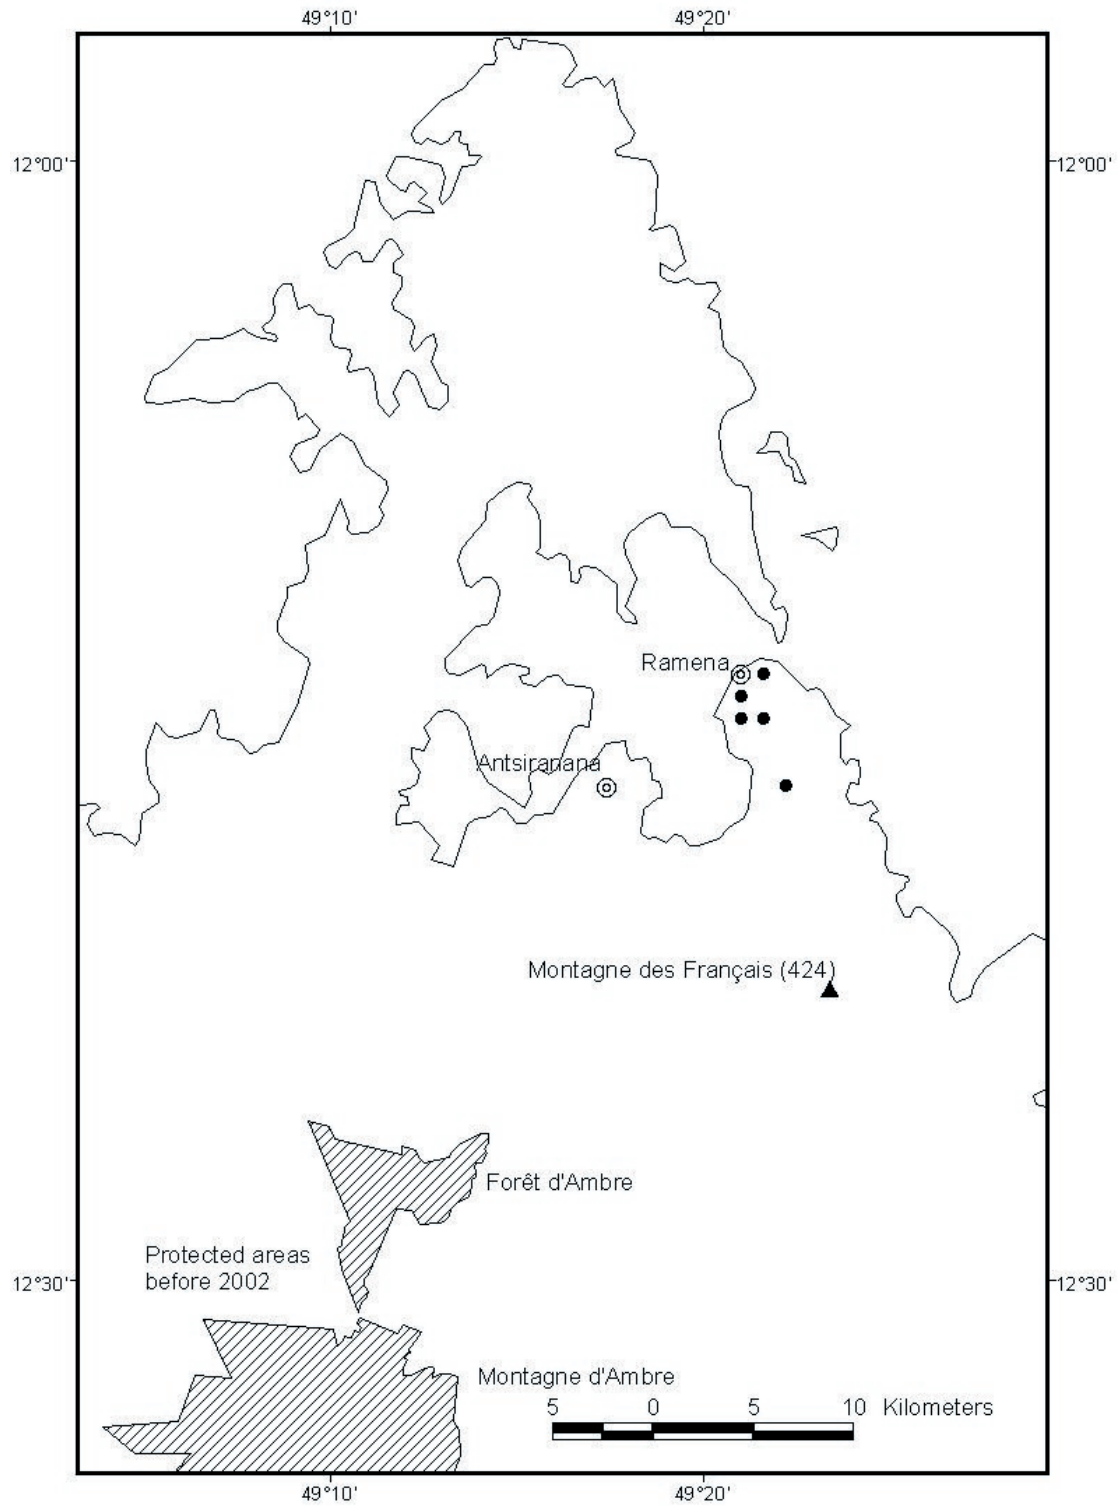 49°10' 49°20'
12°00' 12°00'
Ramena
Antsiranana
Montagne des Français (424)
Forêt d'Ambre
Protected areas
before 2002
12°30' 12°30'
Montagne d'Ambre
5 0 5 10 Kilometers
49°10' 49°20'